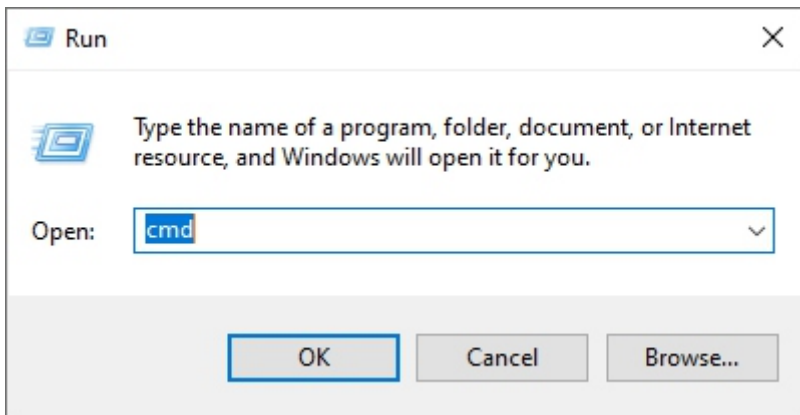 Run
Type the name of a program, folder, document, or Internet
resource, and Windows will open it for you.
Open: cmd
OK Cancel Browse...